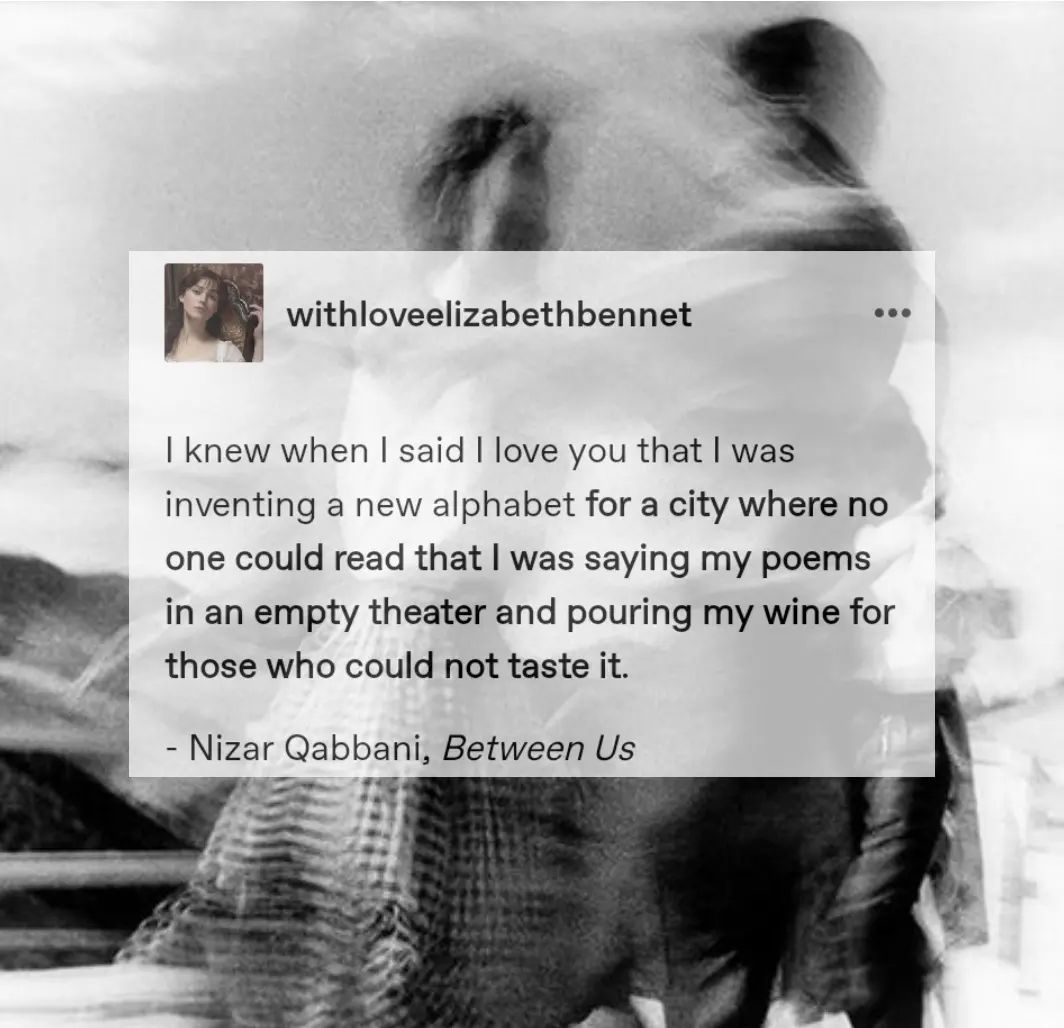 withloveelizabethbennet
I knew when I said I love you that I was
inventing a new alphabet for a city where no
one could read that I was saying my poems
in an empty theater and pouring my wine for
those who could not taste it.
- Nizar Qabbani, Between Us